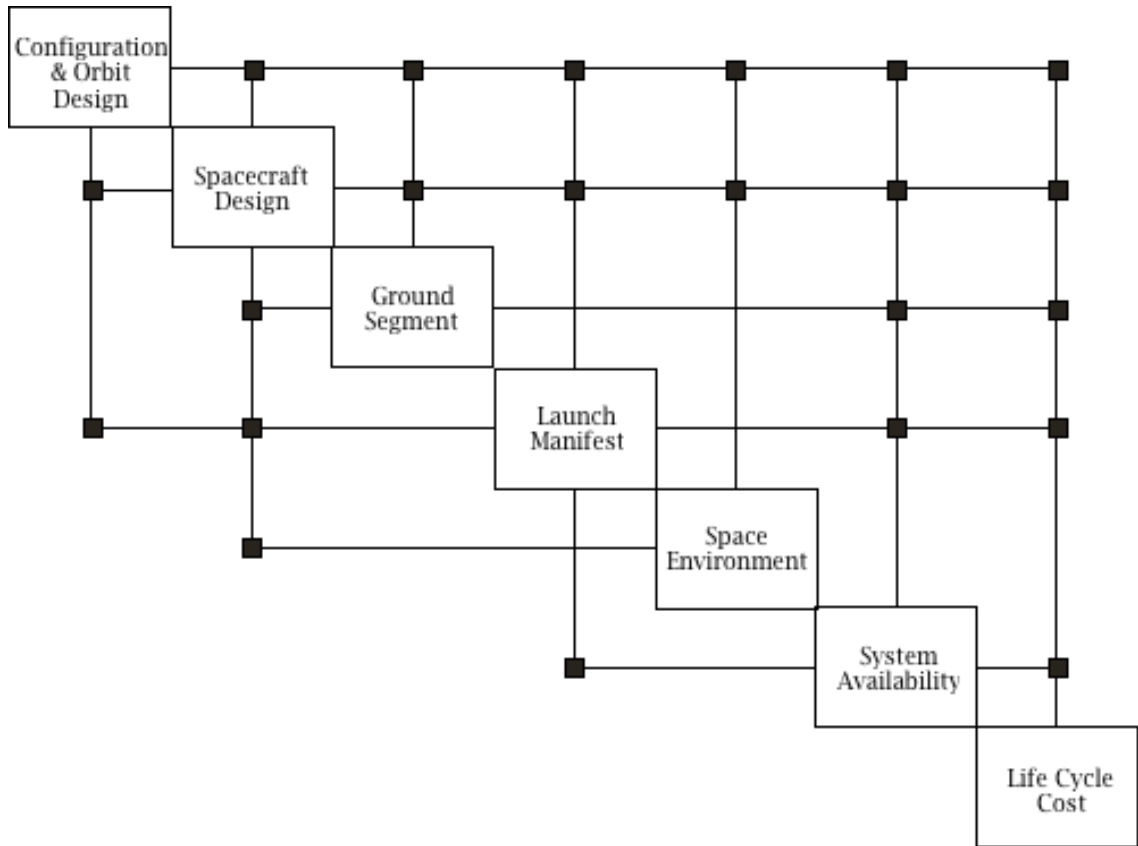 Configuration
& Orbit
Design
Spacecraft
Design
Ground
Segment
Launch
Manifest
Space
Environment
System
Availability
Life Cycle
Cost